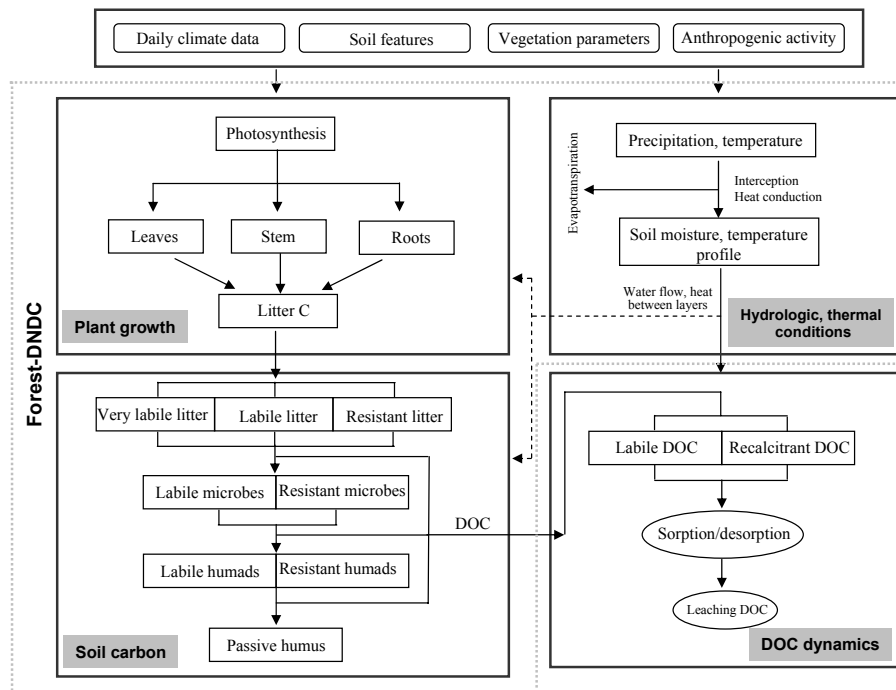 Daily climate data
Soil features
Vegetation parameters
Anthropogenic activity
Forest-DNDC
Photosynthesis
Leaves
Stem
Roots
Litter C
Plant growth
Precipitation, temperature
Evapotranspiration
Interception
Heat conduction
Soil moisture, temperature
profile
Water flow, heat
between layers
Hydrologic, thermal
conditions
Very labile litter
Labile litter
Resistant litter
Labile microbes
Resistant microbes
DOC
Labile humads
Resistant humads
Passive humus
Soil carbon
Labile DOC
Recalcitrant DOC
Sorption/desorption
Leaching DOC
DOC dynamics